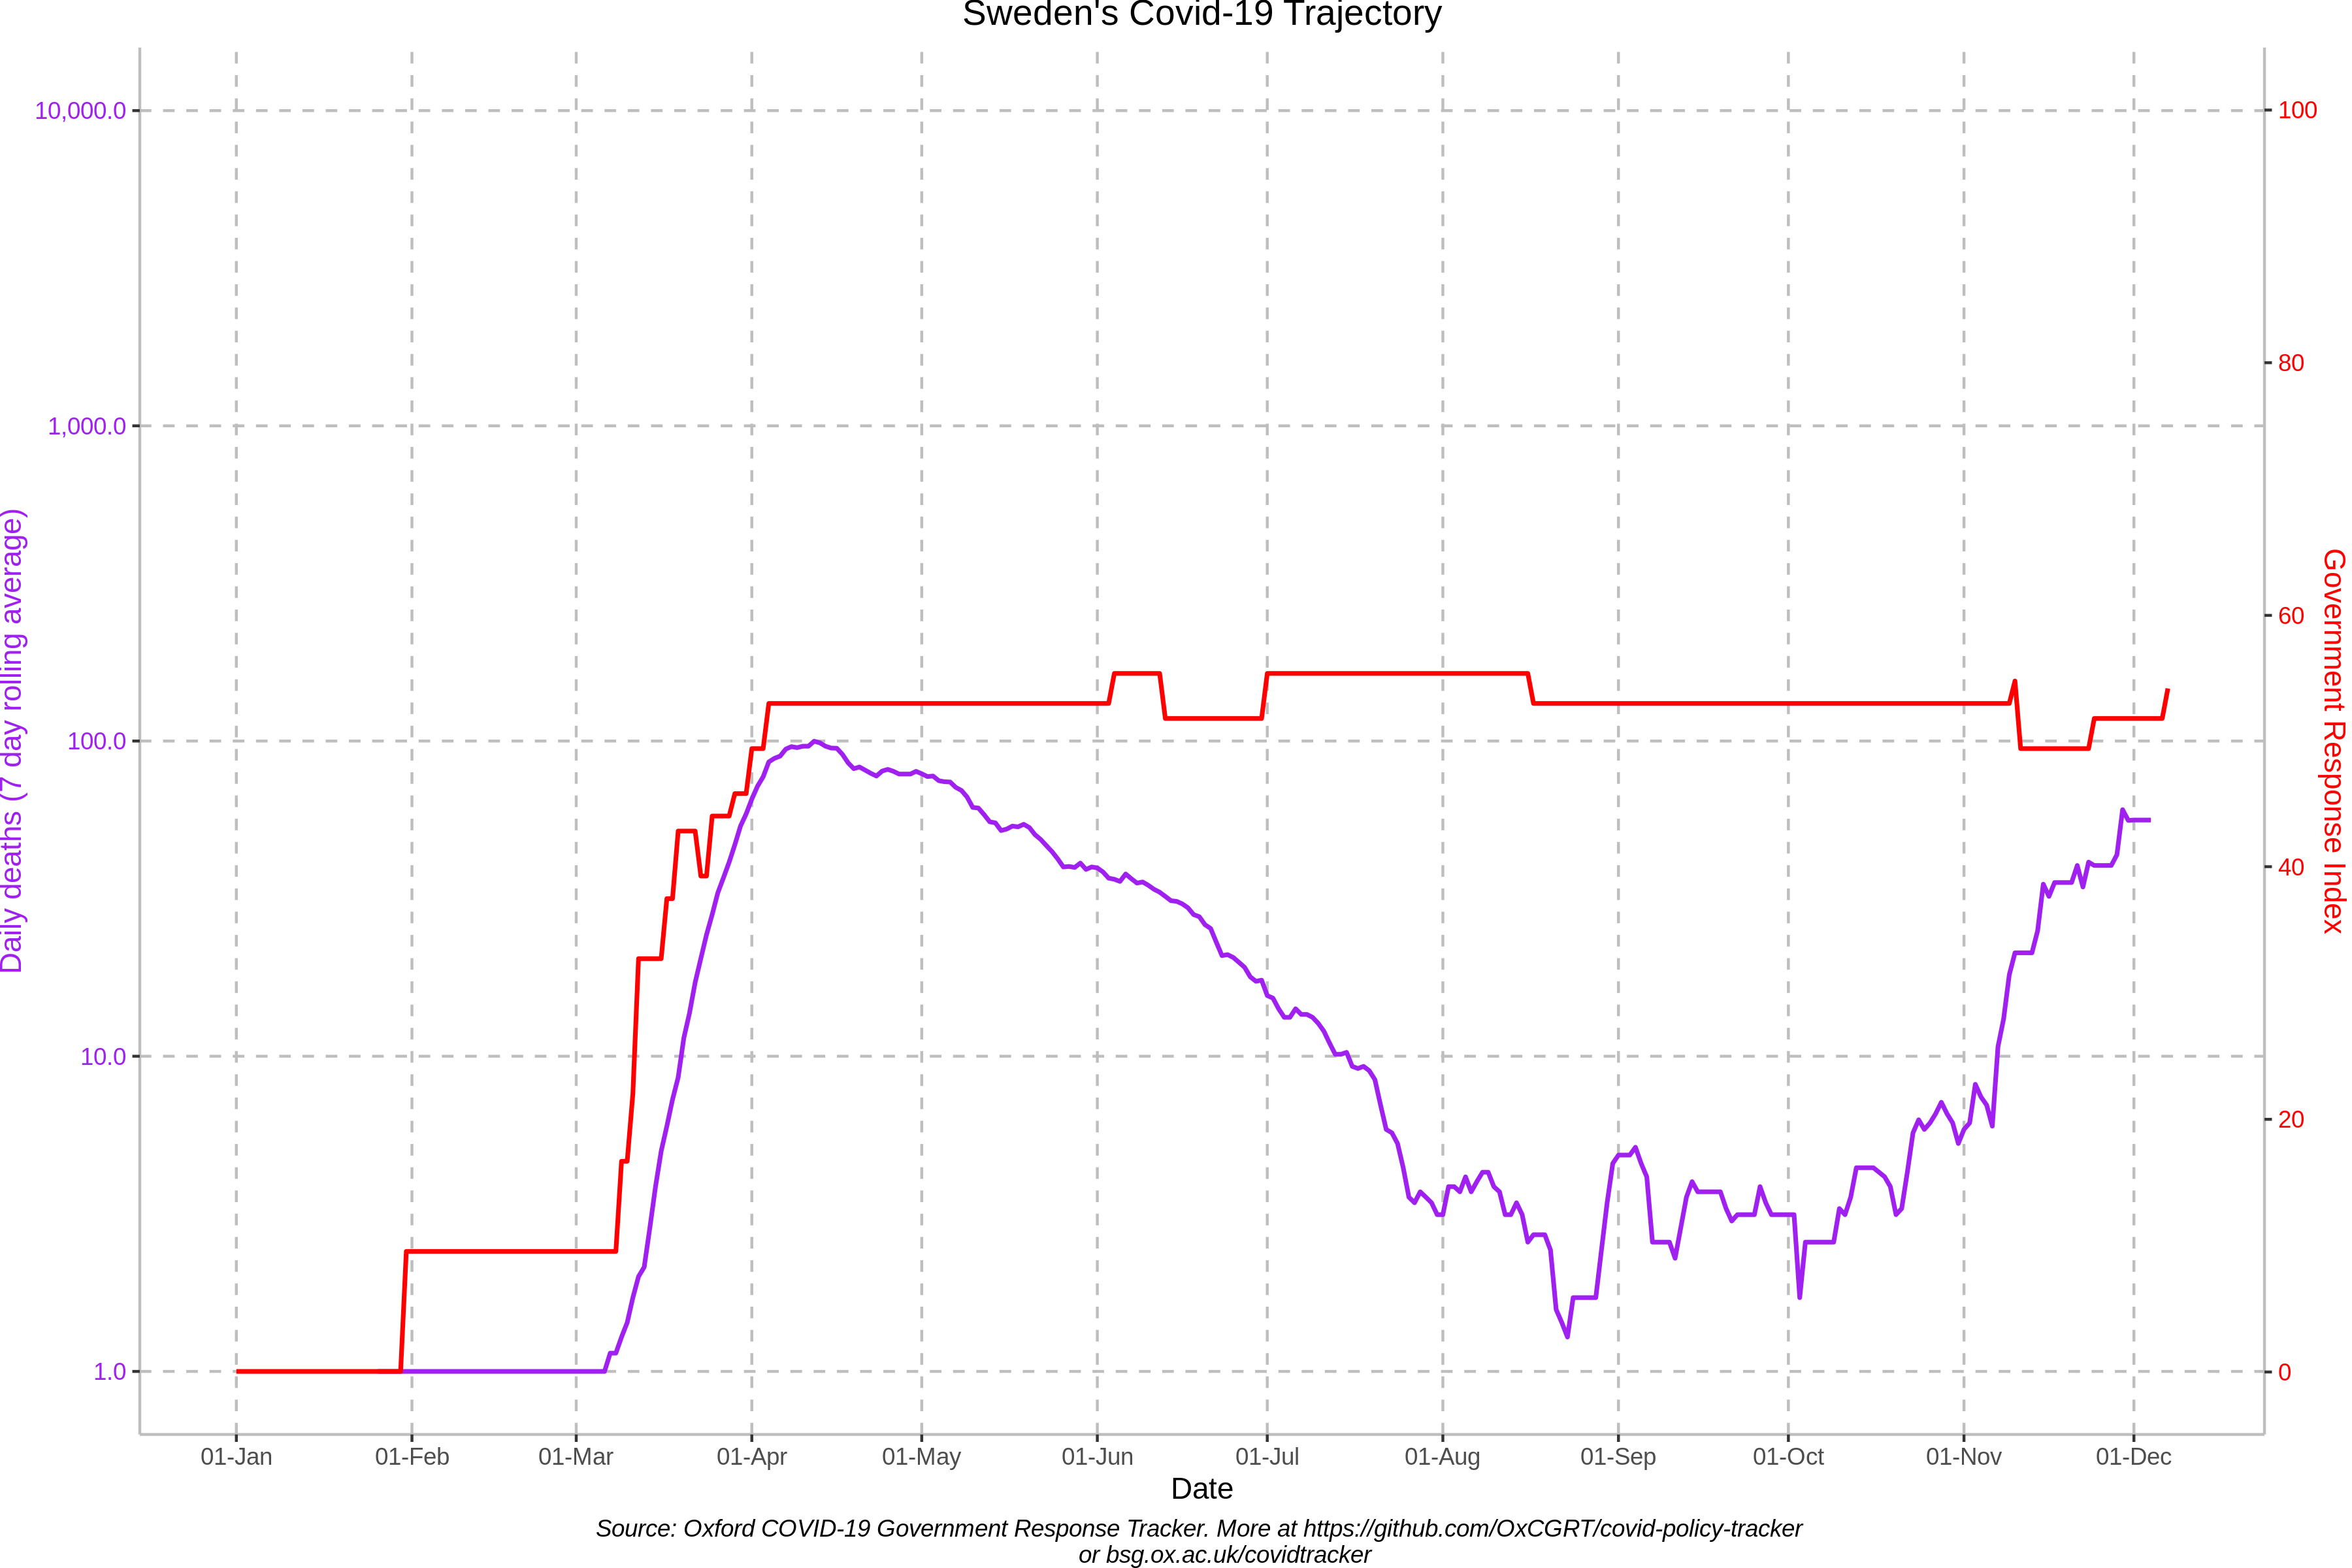 Sweden's Covid-19 Trajectory
10,000.0
1,000.0
100.0
10.0
1.0
Daily deaths (7 day rolling average)
100
80
60
40
20
0
Government Response Index
01-Jan 01-Feb 01-Mar 01-Apr 01-May 01-Jun 01-Jul 01-Aug 01-Sep 01-Oct 01-Nov 01-Dec
Date
Source: Oxford COVID-19 Government Response Tracker. More at https://github.com/OxCGRT/covid-policy-tracker
or bsg.ox.ac.uk/covidtracker